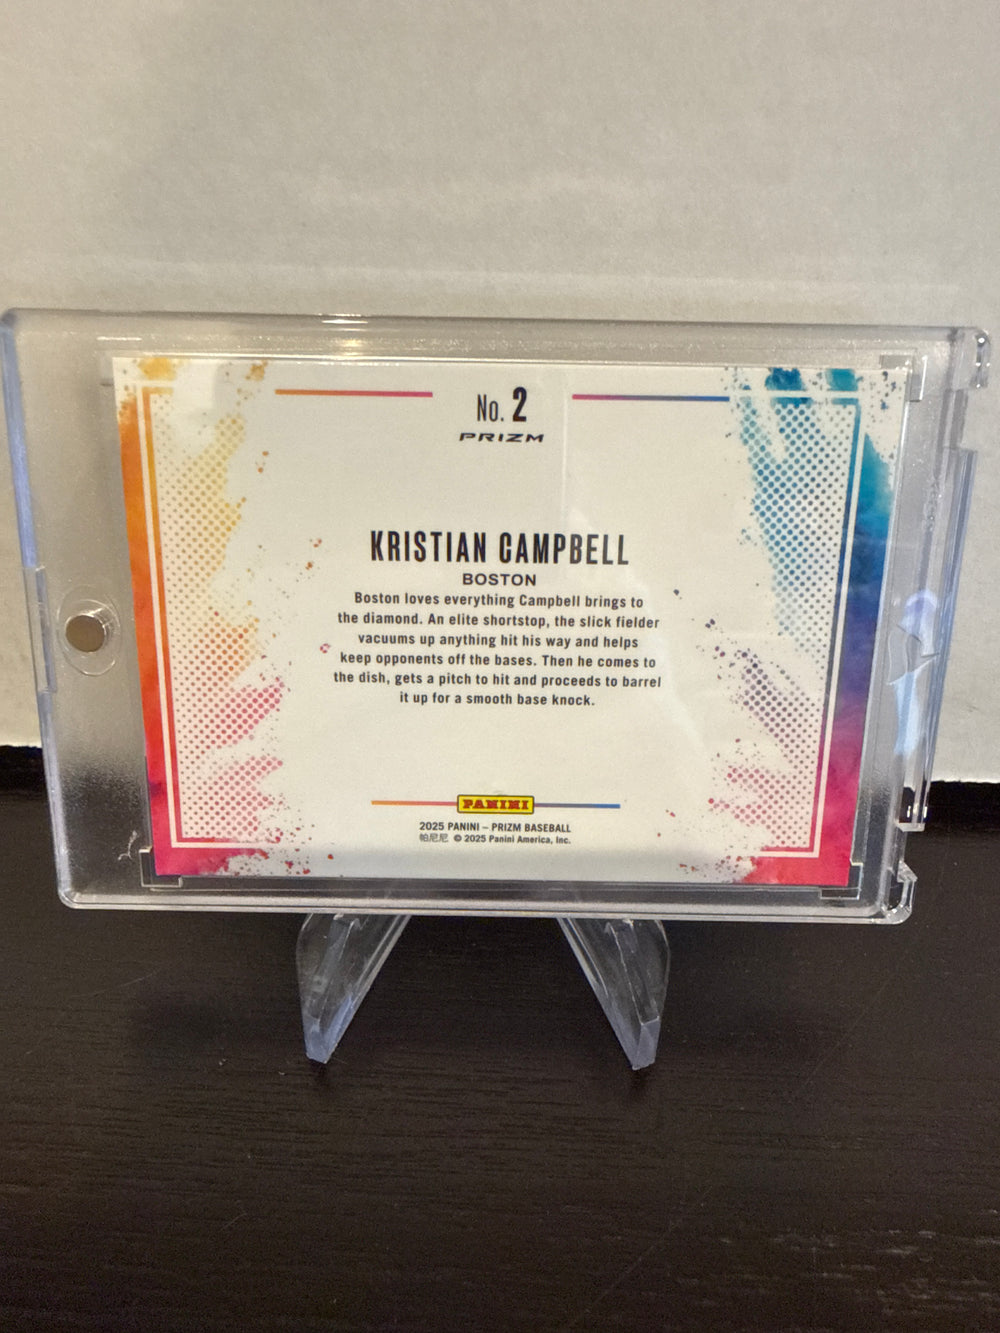 No. 2
PRIZM
KRISTIAN CAMPBELL
BOSTON
Boston loves everything Campbell brings to
the diamond. An elite shortstop, the slick fielder
vacuums up anything hit his way and helps
keep opponents off the bases. Then he comes to
the dish, gets a pitch to hit and proceeds to barrel
it up for a smooth base knock.
PANINI
2025 PANINI – PRIZM BASEBALL
帕尼尼 © 2025 Panini America, Inc.